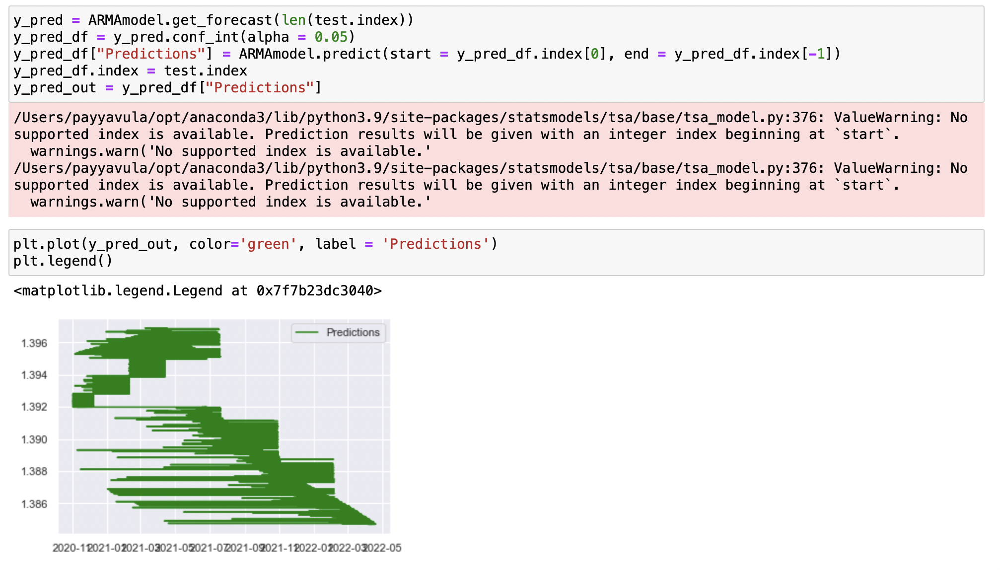 y_pred = ARMAmodel.get_forecast(len(test.index))
y_pred_df = y_pred.conf_int(alpha = 0.05)
y_pred_df["Predictions"] = ARMAmodel.predict(start = y_pred_df.index[0], end = y_pred_df.index[-1])
y_pred_df.index = test.index
y_pred_out = y_pred_df["Predictions"]
/Users/payyavula/opt/anaconda3/lib/python3.9/site-packages/statsmodels/tsa/base/tsa_model.py:376: ValueWarning: No
supported index is available. Prediction results will be given with an integer index beginning at `start`.
warnings.warn('No supported index is available.'
/Users/payyavula/opt/anaconda3/lib/python3.9/site-packages/statsmodels/tsa/base/tsa_model.py:376: ValueWarning: No
supported index is available. Prediction results will be given with an integer index beginning at `start`.
warnings.warn('No supported index is available.'
plt.plot(y_pred_out, color='green', label = 'Predictions')
plt.legend()
<matplotlib.legend.Legend at 0x7f7b23dc3040>
Predictions
1.396
1.394
1.392
1.390
1.388
1.386
2020-11 2021-01 2021-03 2021-05 2021-07 2021-09 2021-11 2022-01 2022-03 2022-05